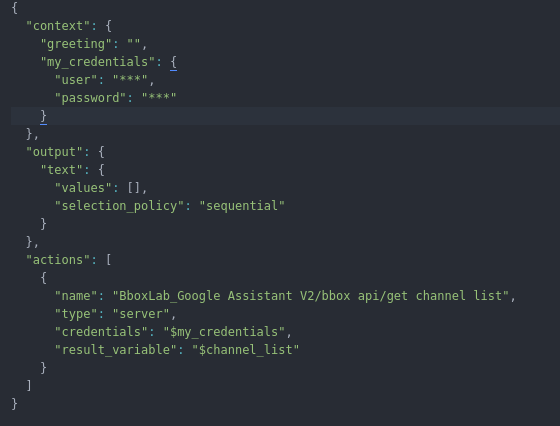 {
  "context": {
    "greeting": "",
    "my_credentials": {
      "user": "***",
      "password": "***"
    }
  },
  "output": {
    "text": {
      "values": [],
      "selection_policy": "sequential"
    }
  },
  "actions": [
    {
      "name": "BboxLab_Google Assistant V2/bbox api/get channel list",
      "type": "server",
      "credentials": "$my_credentials",
      "result_variable": "$channel_list"
    }
  ]
}